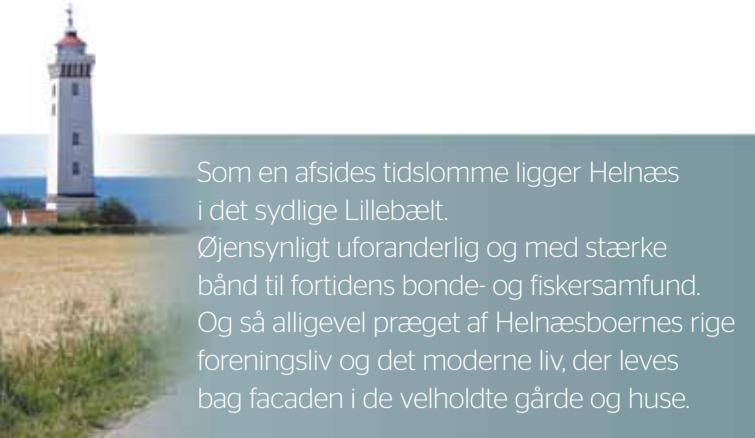 Som en afsides tidslomme ligger Helnæs
i det sydlige Lillebælt.
Øjensynligt uforanderlig og med stærke
bånd til fortidens bonde- og fiskersamfund.
Og så alligevel præget af Helnæsboernes rige
foreningsliv og det moderne liv, der leves
bag facaden i de velholdte gårde og huse.